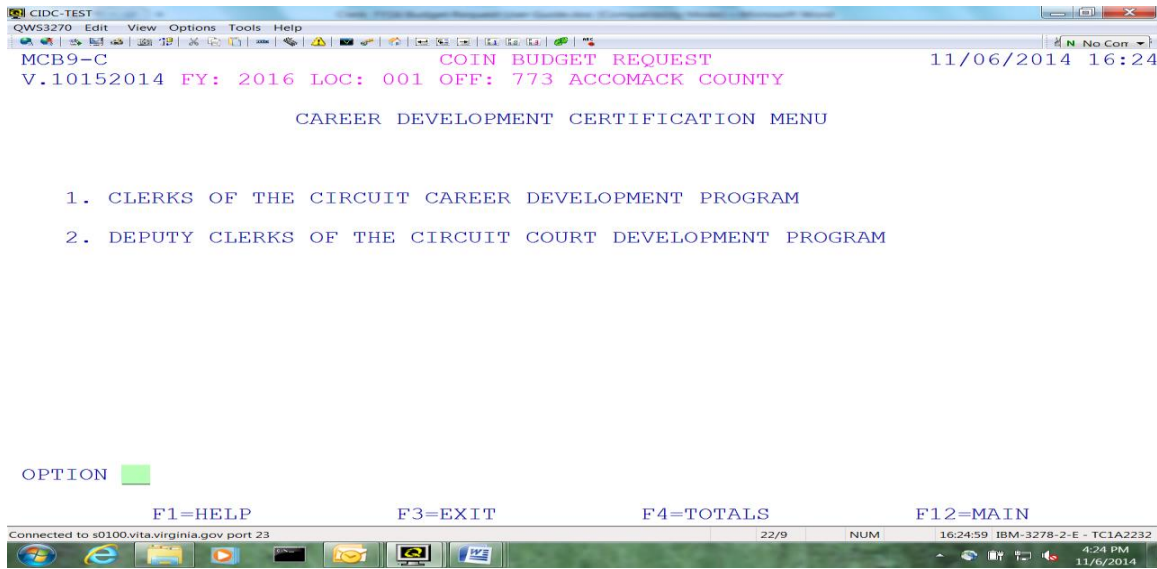 CIDC-TEST
QWS3270 Edit View Options Tools Help
N No Con
MCB9-C COIN BUDGET REQUEST 11/06/2014 16:24
V.10152014 FY: 2016 LOC: 001 OFF: 773 ACCOMACK COUNTY
CAREER DEVELOPMENT CERTIFICATION MENU
1. CLERKS OF THE CIRCUIT CAREER DEVELOPMENT PROGRAM
2. DEPUTY CLERKS OF THE CIRCUIT COURT DEVELOPMENT PROGRAM
OPTION
F1=HELP F3=EXIT F4=TOTALS F12=MAIN
Connected to s0100.vita.virginia.gov port 23 22/9 NUM 16:24:59 IBM-3278-2-E - TC1A2232
4:24 PM
11/6/2014